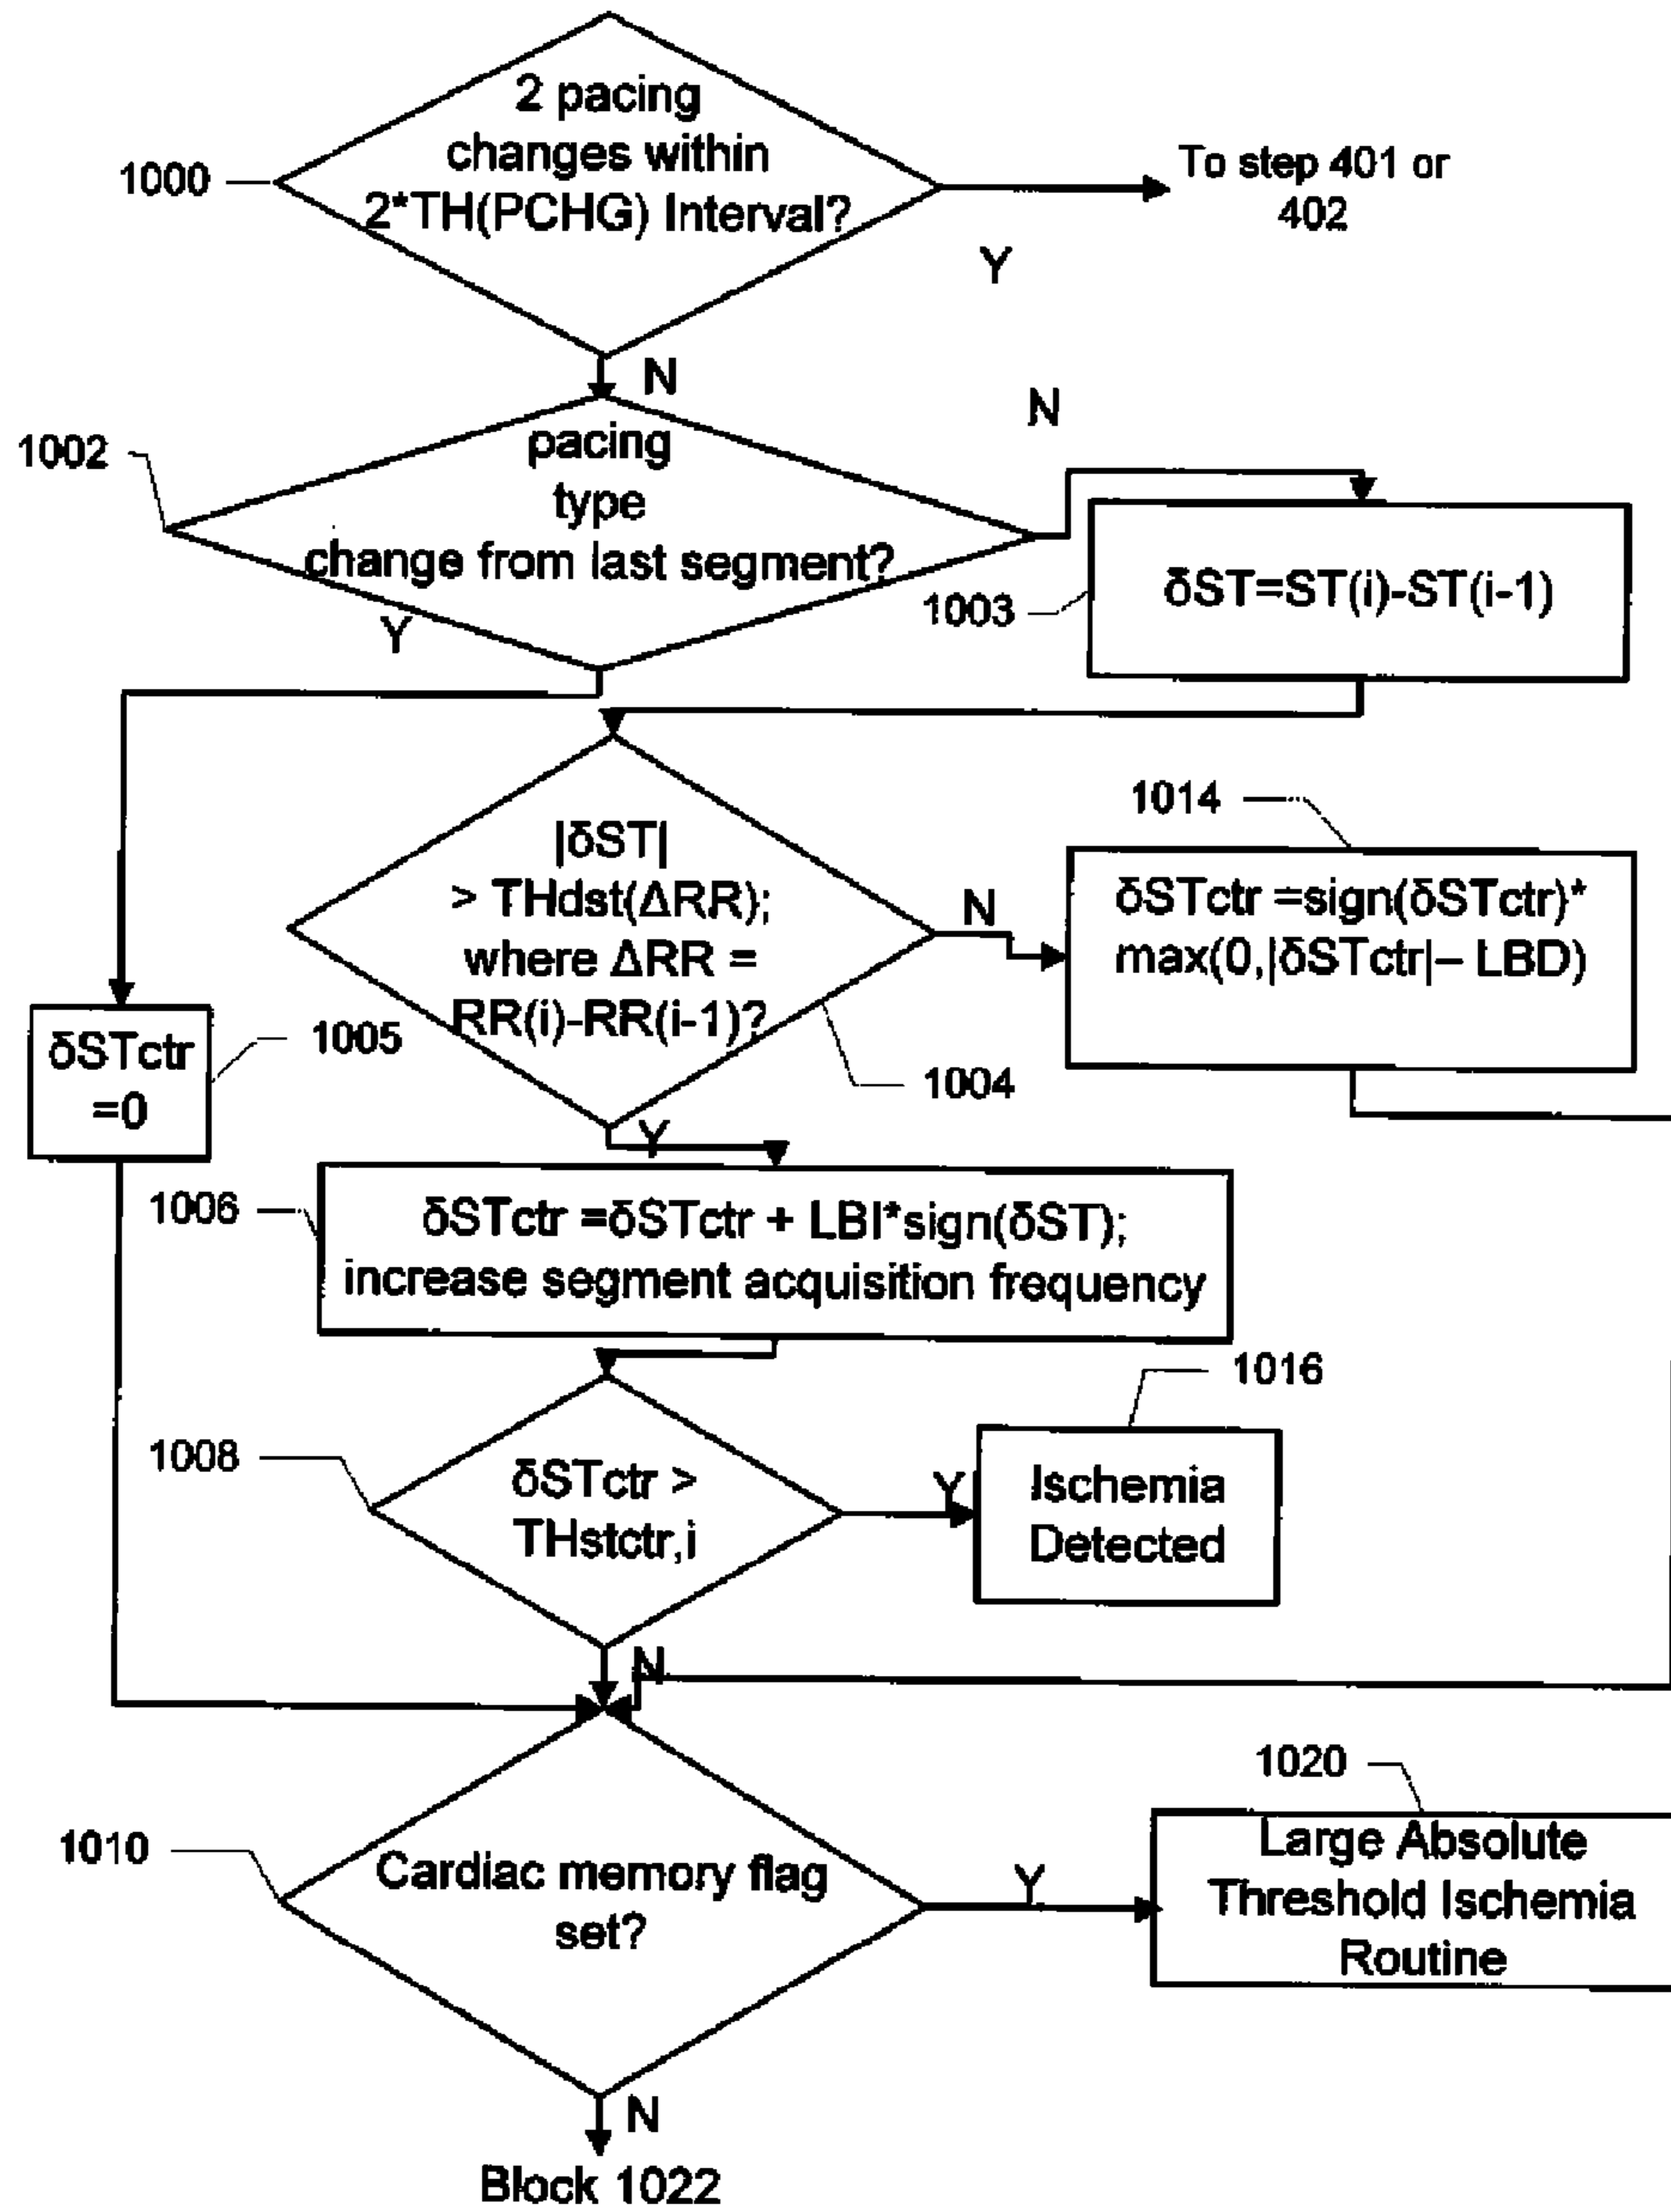 2 pacing
changes within
2*TH(PCHG) Interval?
1000
To step 401 or
402
Y
N
N
1002
pacing
type
change from last segment?
Y
1003
δST=ST(i)-ST(i-1)
1014
|δST|
> THdst(ΔRR);
where ΔRR =
RR(i)-RR(i-1)?
N
δSTctr =sign(δSTctr)*
max(0,|δSTctr|– LBD)
δSTctr
=0
1005
1004
Y
1006
δSTctr =δSTctr + LBI*sign(δST);
increase segment acquisition frequency
1016
1008
δSTctr >
THstctr,i
Y
Ischemia
Detected
N
1020
1010
Cardiac memory flag
set?
Y
Large Absolute
Threshold Ischemia
Routine
N
Block 1022